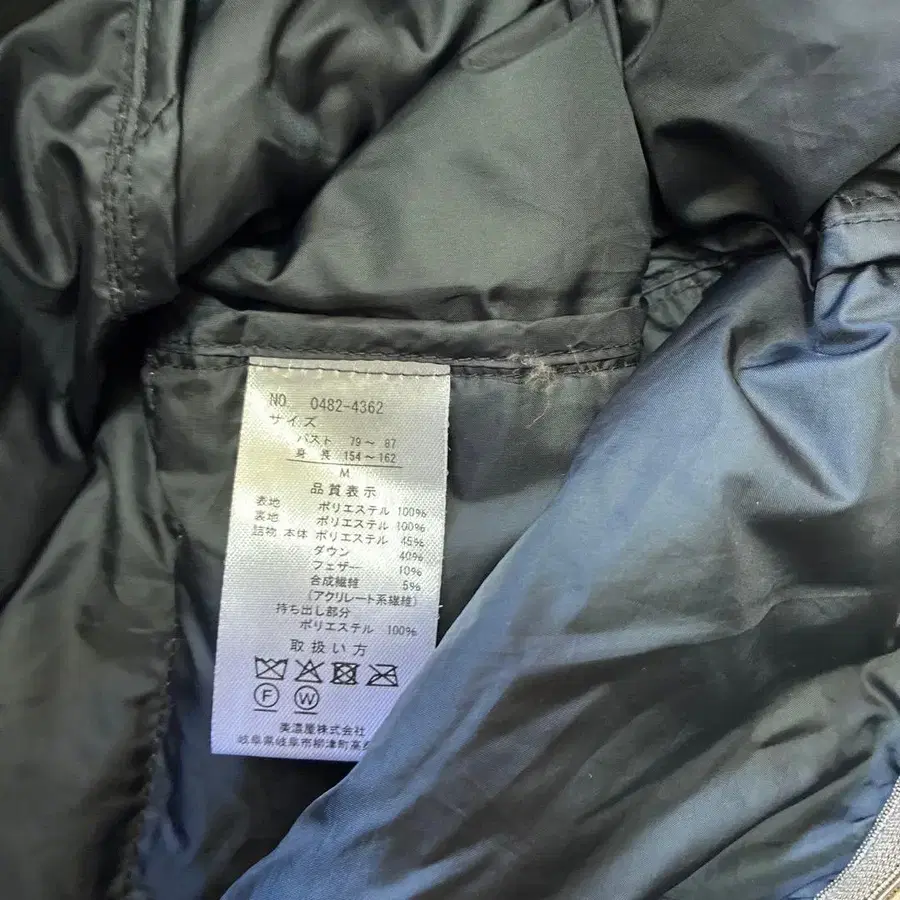 NO. 0482-4362
サイズ
バスト 79～ 87
身 長 154～162
M
品質表示
表地 ポリエステル 100%
裏地 ポリエステル 100%
詰物 本体 ポリエステル 45%
ダウン 40%
フェザー 10%
合成繊維 5%
(アクリレート系繊維)
持ち出し部分
ポリエステル 100%
取扱い方
F W
美濃屋株式会社
岐阜県岐阜市柳津町高